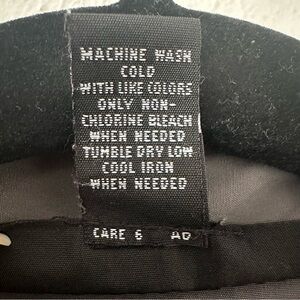 MACHINE WASH
COLD
WITH LIKE COLORS
ONLY NON-
CHLORINE BLEACH
WHEN NEEDED
TUMBLE DRY LOW
COOL IRON
WHEN NEEDED
CARE 6 AD